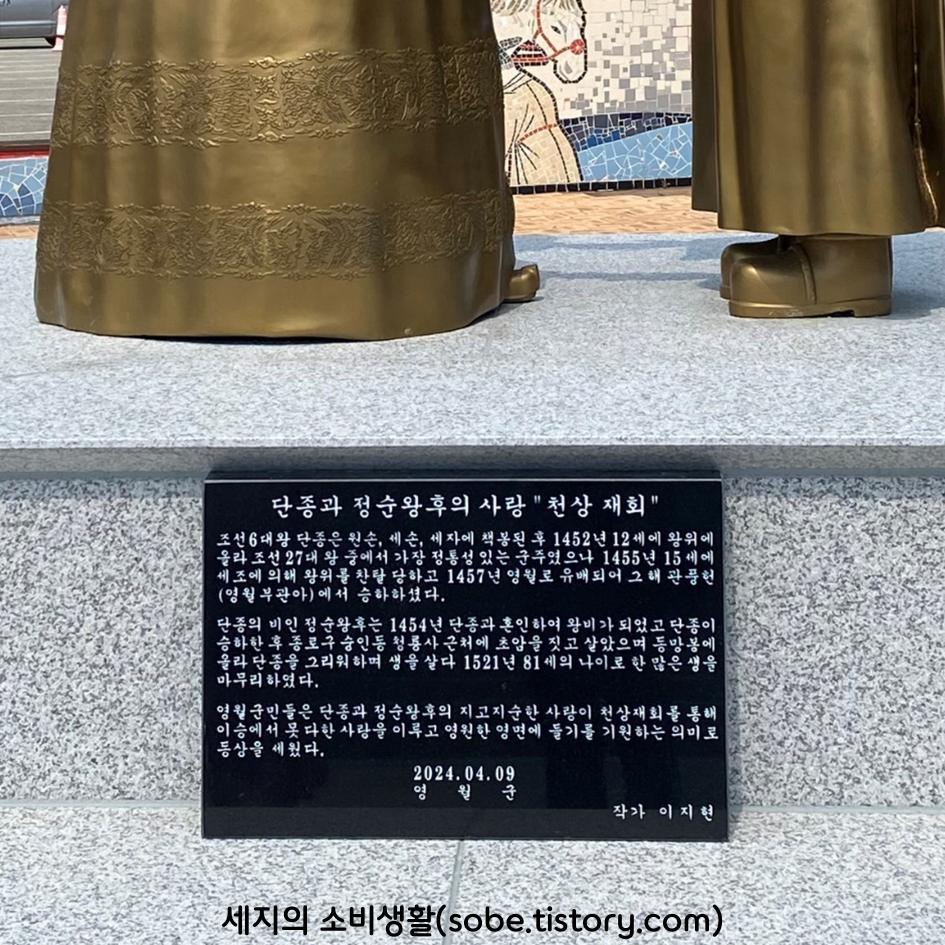 단종과 정순왕후의 사랑 "천상 재회"
조선6대왕 단종은 원손, 세손, 세자에 책봉된 후 1452년 12세에 왕위에
올라 조선 27대 왕 중에서 가장 정통성 있는 군주였으나 1455년 15세에
세조에 의해 왕위를 찬탈 당하고 1457년 영월로 유배되어 그 해 관풍헌
(영월 부관아)에서 승하하셨다.
단종의 비인 정순왕후는 1454년 단종과 혼인하여 왕비가 되었고 단종이
승하한 후 종로구 숭인동 청룡사 근처에 초암을 짓고 살았으며 동망봉에
올라 단종을 그리워하며 생을 살다 1521년 81세의 나이로 한 많은 생을
마무리하였다.
영월군민들은 단종과 정순왕후의 지고지순한 사랑이 천상재회를 통해
이승에서 못 다한 사랑을 이루고 영원한 영면에 들기를 기원하는 의미로
동상을 세웠다.
2024.04.09
영 월 군
작가 이지현
세지의 소비생활(sobe.tistory.com)